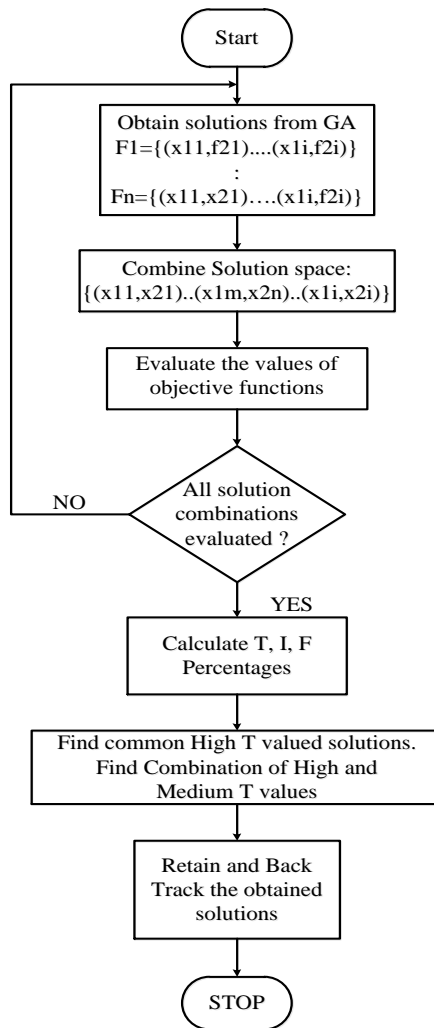 Start
Obtain solutions from GA
F1={(x11,f21)....(x1i,f2i)}
:
Fn={(x11,x21)….(x1i,f2i)}
Combine Solution space:
{(x11,x21)..(x1m,x2n)..(x1i,x2i)}
Evaluate the values of
objective functions
All solution
combinations
evaluated ?
NO
YES
Calculate T, I, F
Percentages
Find common High T valued solutions.
Find Combination of High and
Medium T values
Retain and Back
Track the obtained
solutions
STOP